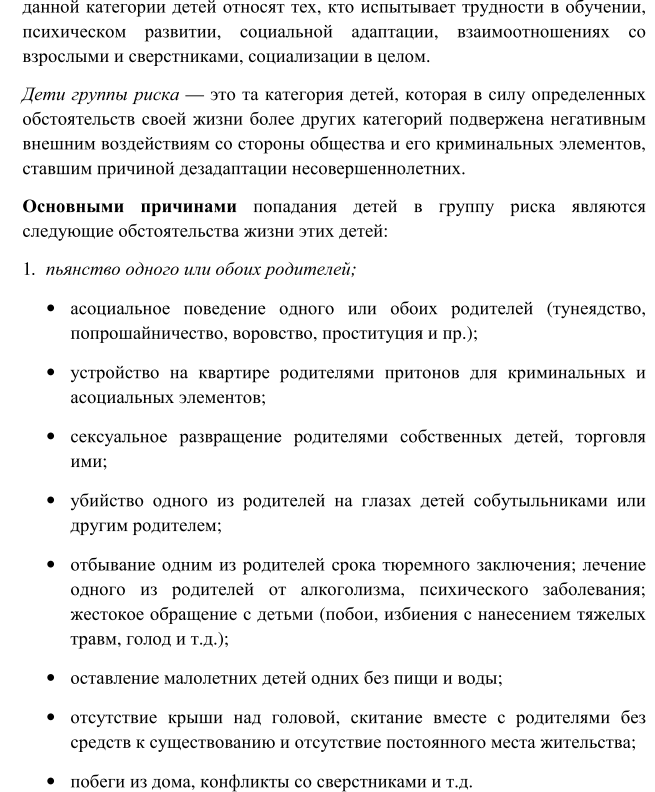 данной категории детей относят тех, кто испытывает трудности в обучении,
психическом развитии, социальной адаптации, взаимоотношениях со
взрослыми и сверстниками, социализации в целом.
Дети группы риска — это та категория детей, которая в силу определенных
обстоятельств своей жизни более других категорий подвержена негативным
внешним воздействиям со стороны общества и его криминальных элементов,
ставшим причиной дезадаптации несовершеннолетних.
Основными причинами попадания детей в группу риска являются
следующие обстоятельства жизни этих детей:
1. пьянство одного или обоих родителей;
• асоциальное поведение одного или обоих родителей (тунеядство,
попрошайничество, воровство, проституция и пр.);
• устройство на квартире родителями притонов для криминальных и
асоциальных элементов;
• сексуальное развращение родителями собственных детей, торговля
ими;
• убийство одного из родителей на глазах детей собутыльниками или
другим родителем;
• отбывание одним из родителей срока тюремного заключения; лечение
одного из родителей от алкоголизма, психического заболевания;
жестокое обращение с детьми (побои, избиения с нанесением тяжелых
травм, голод и т.д.);
• оставление малолетних детей одних без пищи и воды;
• отсутствие крыши над головой, скитание вместе с родителями без
средств к существованию и отсутствие постоянного места жительства;
• побеги из дома, конфликты со сверстниками и т.д.